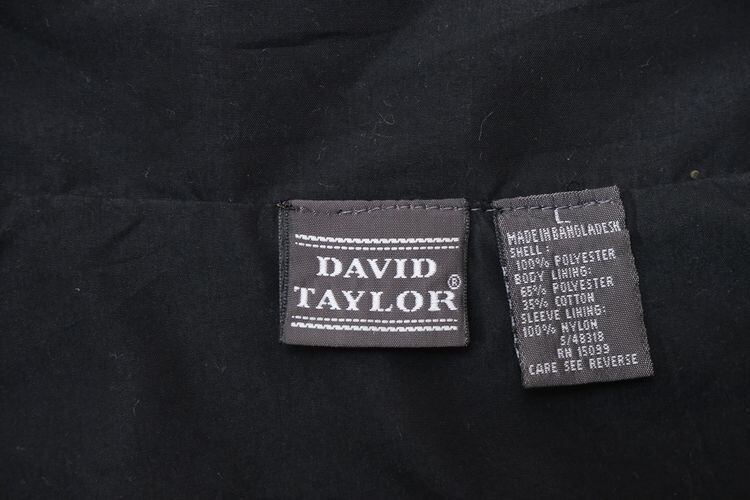 DAVID
TAYLOR®
L
MADE IN BANGLADESH
SHELL:
100% POLYESTER
BODY LINING:
65% POLYESTER
35% COTTON
SLEEVE LINING:
100% NYLON
S/48318
RN 15099
CARE SEE REVERSE